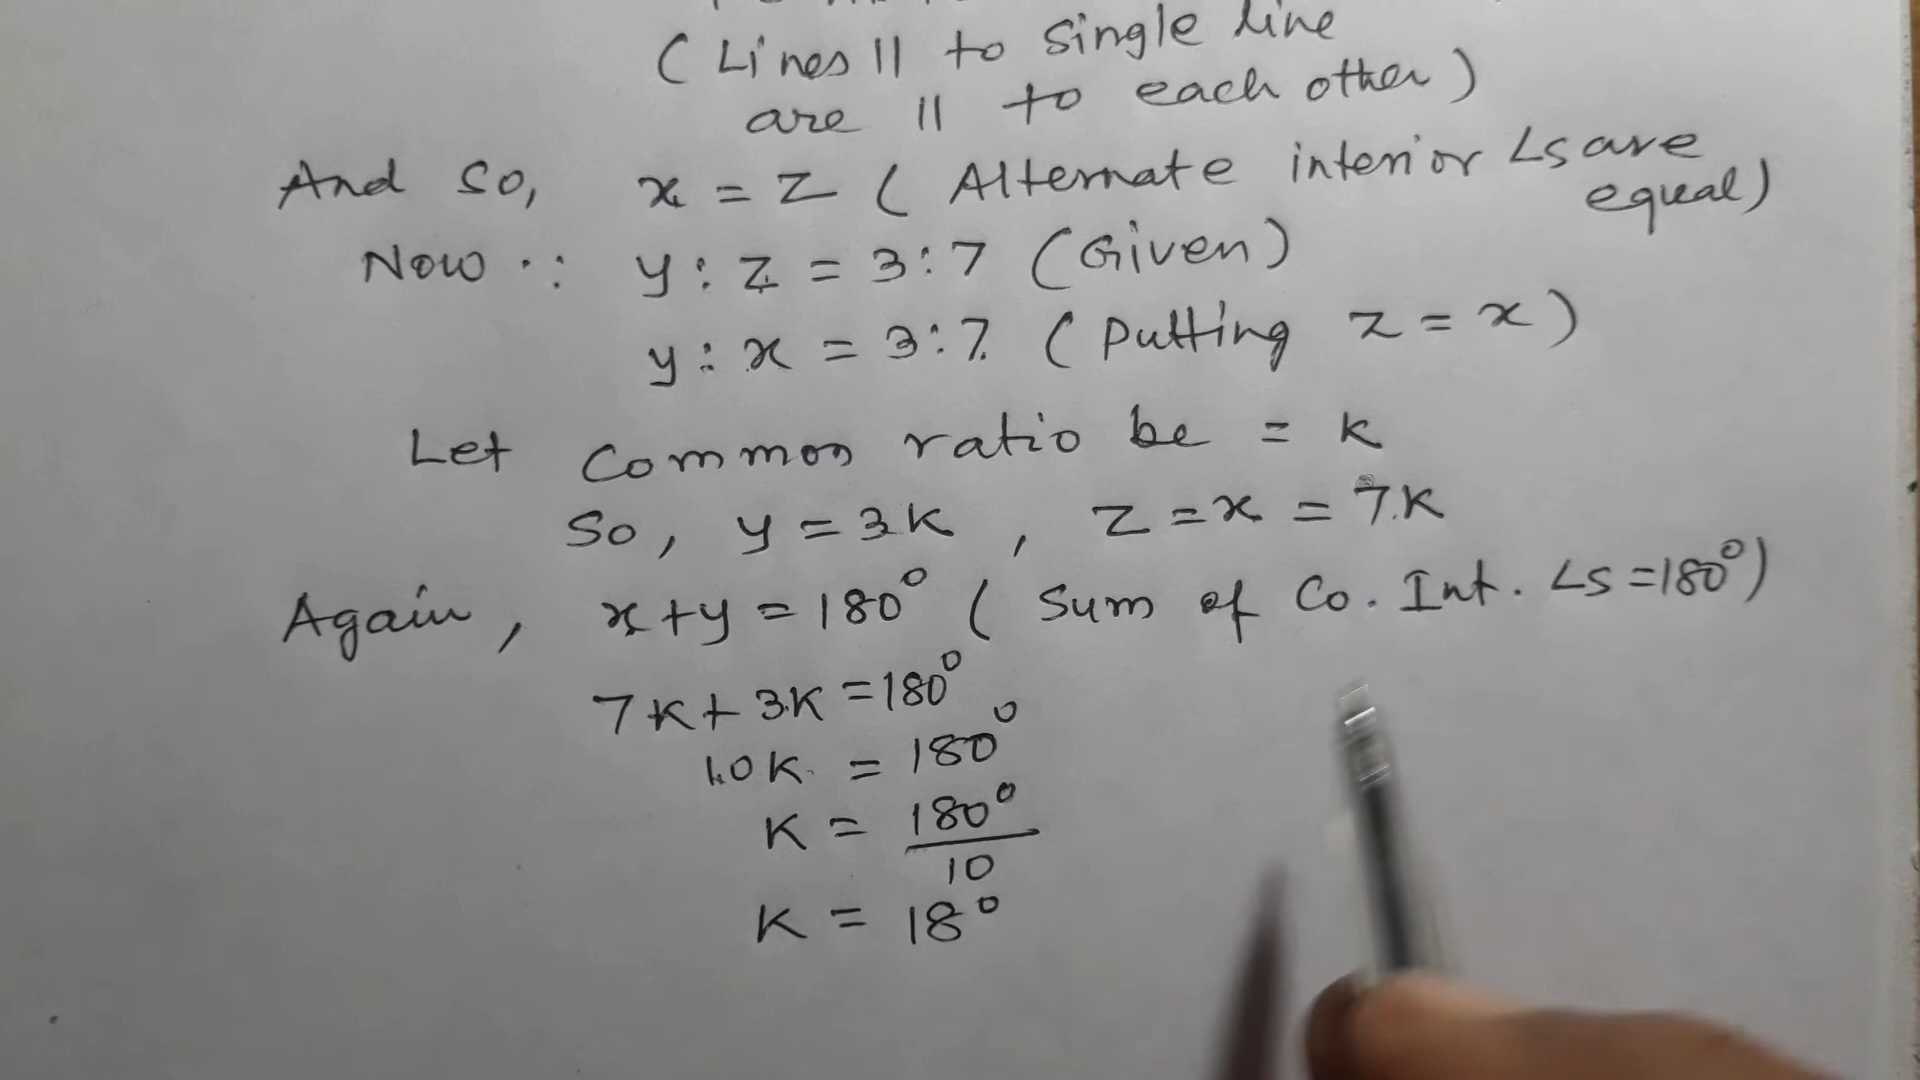 ( Lines || to single line
are || to each other )
And So, x = z ( Alternate interior ∠s are
equal)
Now ∵ y : z = 3 : 7 (Given)
y : x = 3 : 7 ( Putting z = x )
Let Common ratio be = K
So, y = 3K , z = x = 7K
Again, x + y = 180° ( Sum of Co. Int. ∠s = 180°)
7K + 3K = 180°
10K = 180°
K = 180°/10
K = 18°